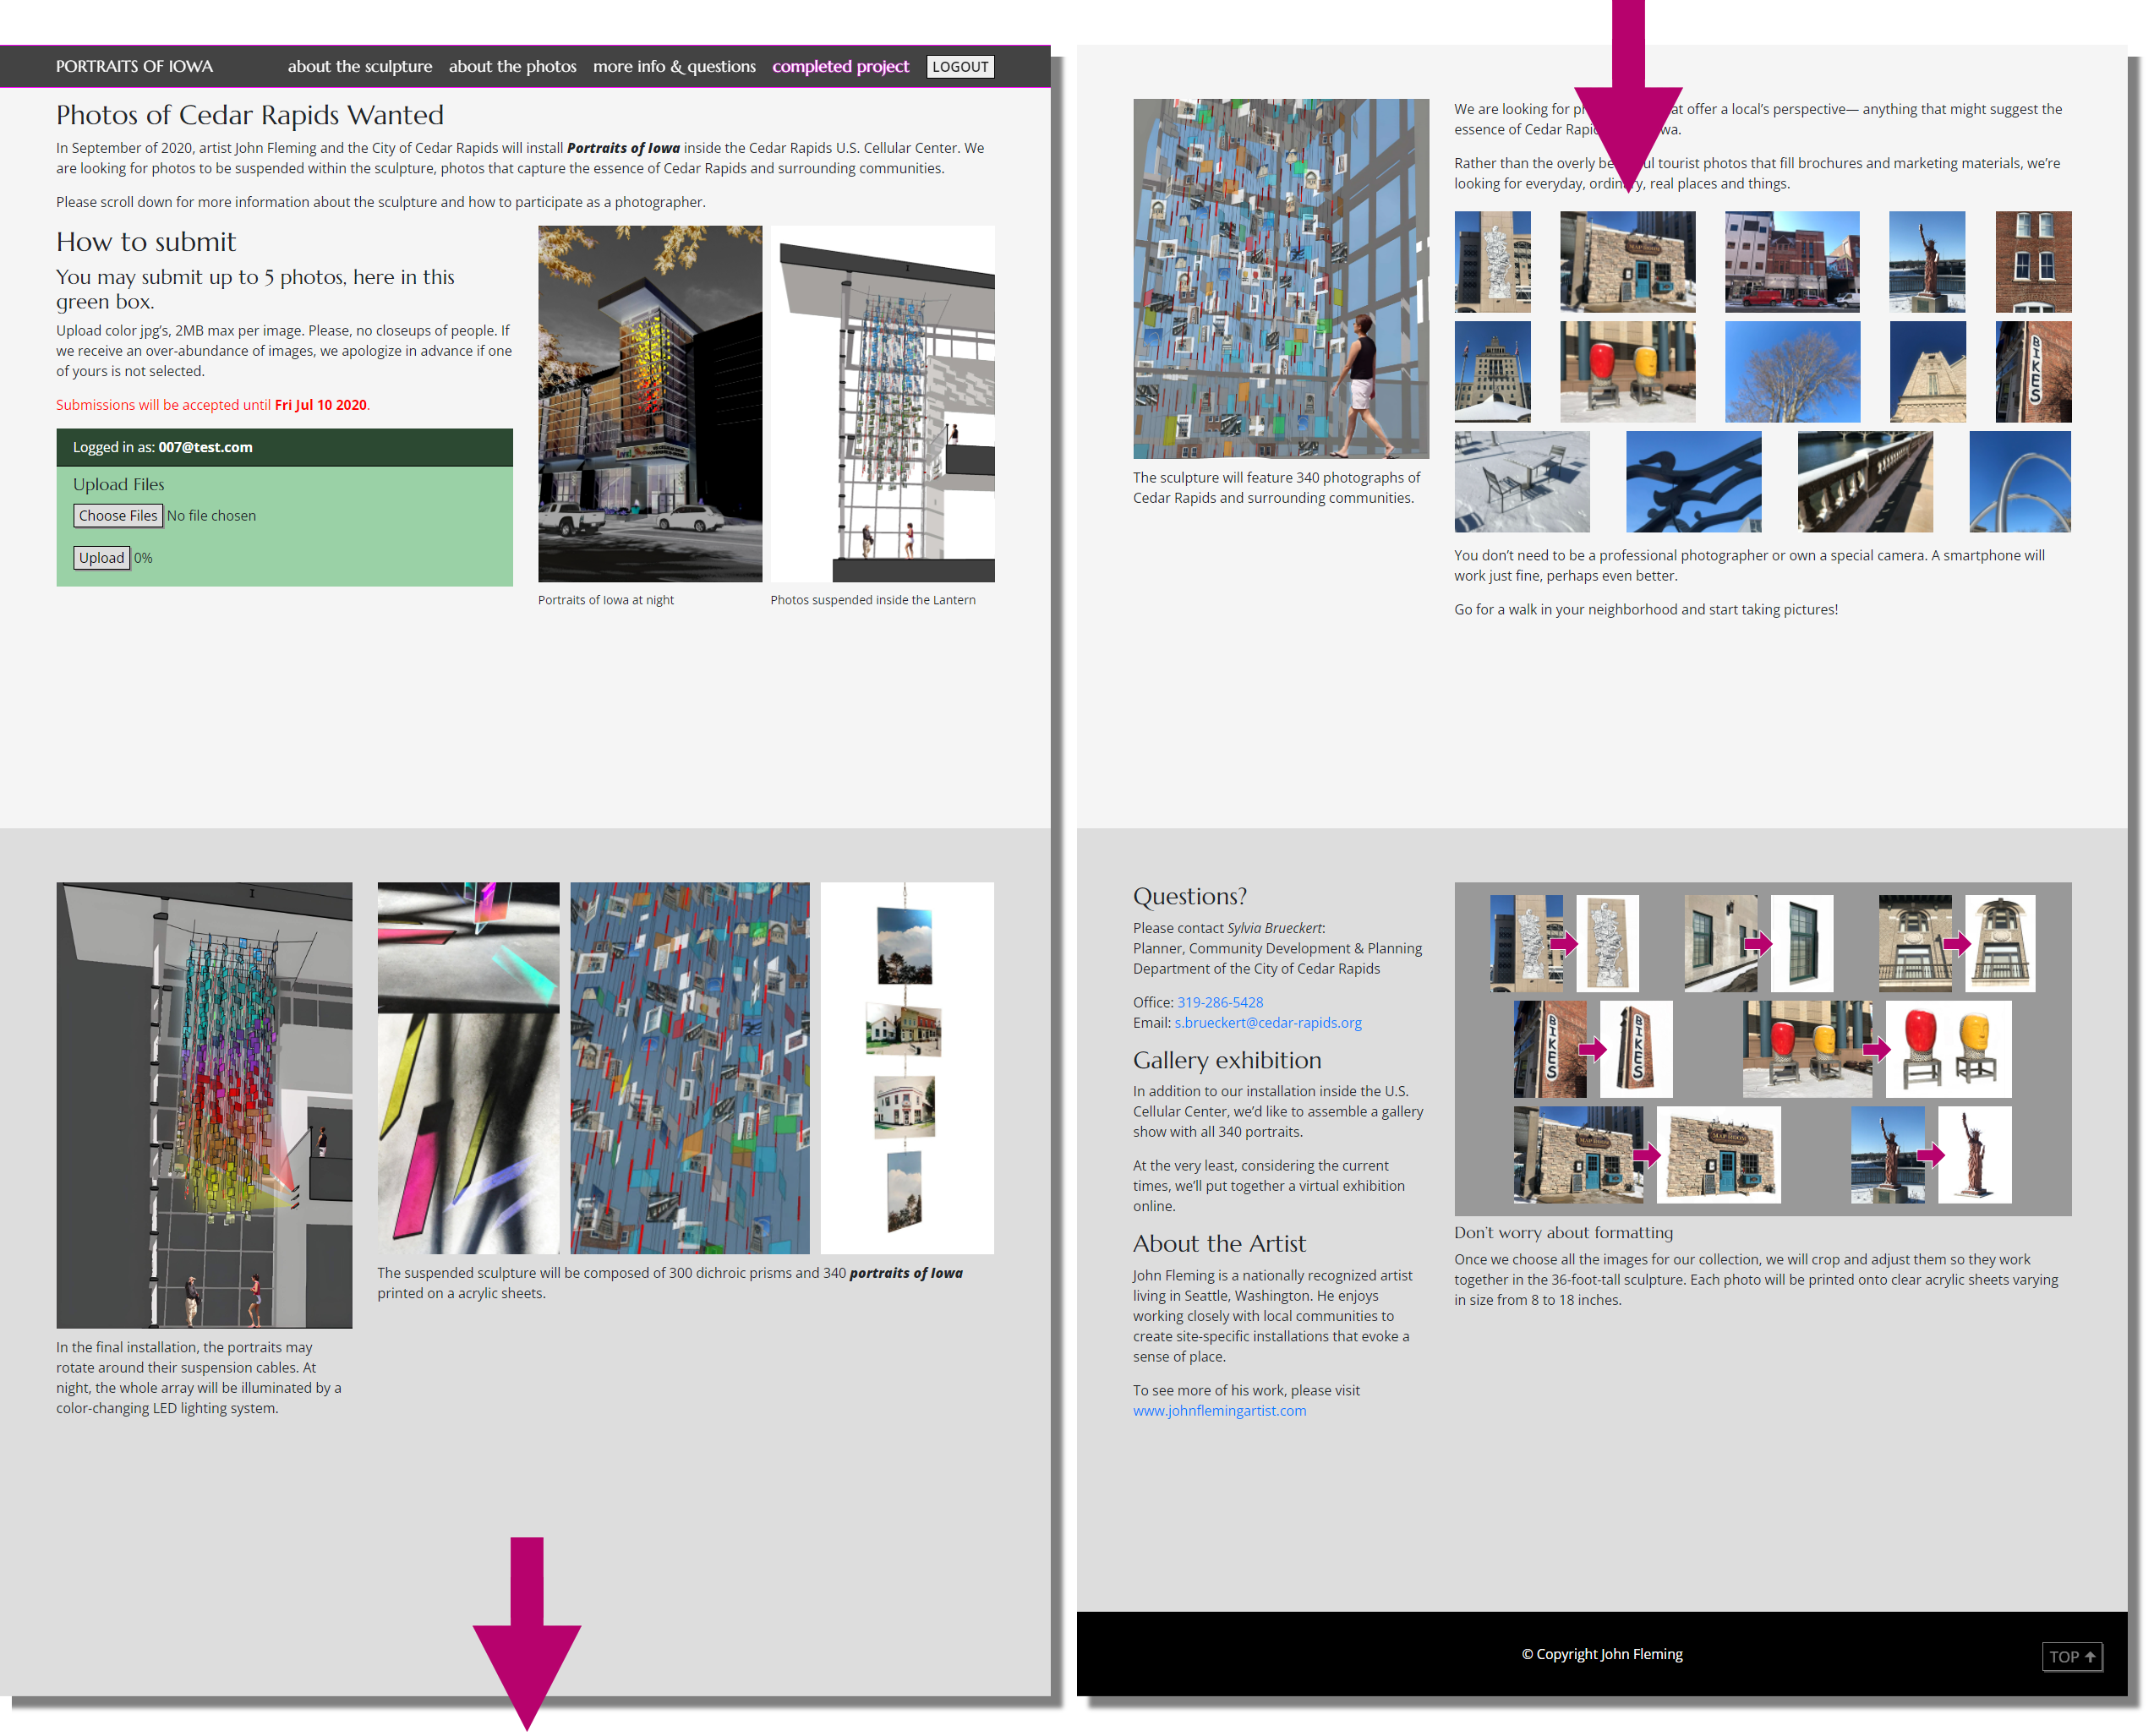 PORTRAITS OF IOWA about the sculpture about the photos more info & questions completed project LOGOUT
Photos of Cedar Rapids Wanted
In September of 2020, artist John Fleming and the City of Cedar Rapids will install Portraits of Iowa inside the Cedar Rapids U.S. Cellular Center. We
are looking for photos to be suspended within the sculpture, photos that capture the essence of Cedar Rapids and surrounding communities.
Please scroll down for more information about the sculpture and how to participate as a photographer.
How to submit
You may submit up to 5 photos, here in this
green box.
Upload color jpg's, 2MB max per image. Please, no closeups of people. If
we receive an over-abundance of images, we apologize in advance if one
of yours is not selected.
Submissions will be accepted until Fri Jul 10 2020.
Logged in as: 007@test.com
Upload Files
Choose Files No file chosen
Upload 0%
Portraits of Iowa at night
Photos suspended inside the Lantern
In the final installation, the portraits may
rotate around their suspension cables. At
night, the whole array will be illuminated by a
color-changing LED lighting system.
The suspended sculpture will be composed of 300 dichroic prisms and 340 portraits of Iowa
printed on a acrylic sheets.
The sculpture will feature 340 photographs of
Cedar Rapids and surrounding communities.
We are looking for at offer a local's perspective— anything that might suggest the
essence of Cedar
Rather than the overly tourist photos that fill brochures and marketing materials, we're
looking for everyday, real places and things.
BIKES
You don't need to be a professional photographer or own a special camera. A smartphone will
work just fine, perhaps even better.
Go for a walk in your neighborhood and start taking pictures!
Questions?
Please contact Sylvia Brueckert:
Planner, Community Development & Planning
Department of the City of Cedar Rapids
Office: 319-286-5428
Email: s.brueckert@cedar-rapids.org
Gallery exhibition
In addition to our installation inside the U.S.
Cellular Center, we'd like to assemble a gallery
show with all 340 portraits.
At the very least, considering the current
times, we'll put together a virtual exhibition
online.
About the Artist
John Fleming is a nationally recognized artist
living in Seattle, Washington. He enjoys
working closely with local communities to
create site-specific installations that evoke a
sense of place.
To see more of his work, please visit
www.johnflemingartist.com
BIKES
BIKES
MAP ROOM
Don't worry about formatting
Once we choose all the images for our collection, we will crop and adjust them so they work
together in the 36-foot-tall sculpture. Each photo will be printed onto clear acrylic sheets varying
in size from 8 to 18 inches.
© Copyright John Fleming
TOP